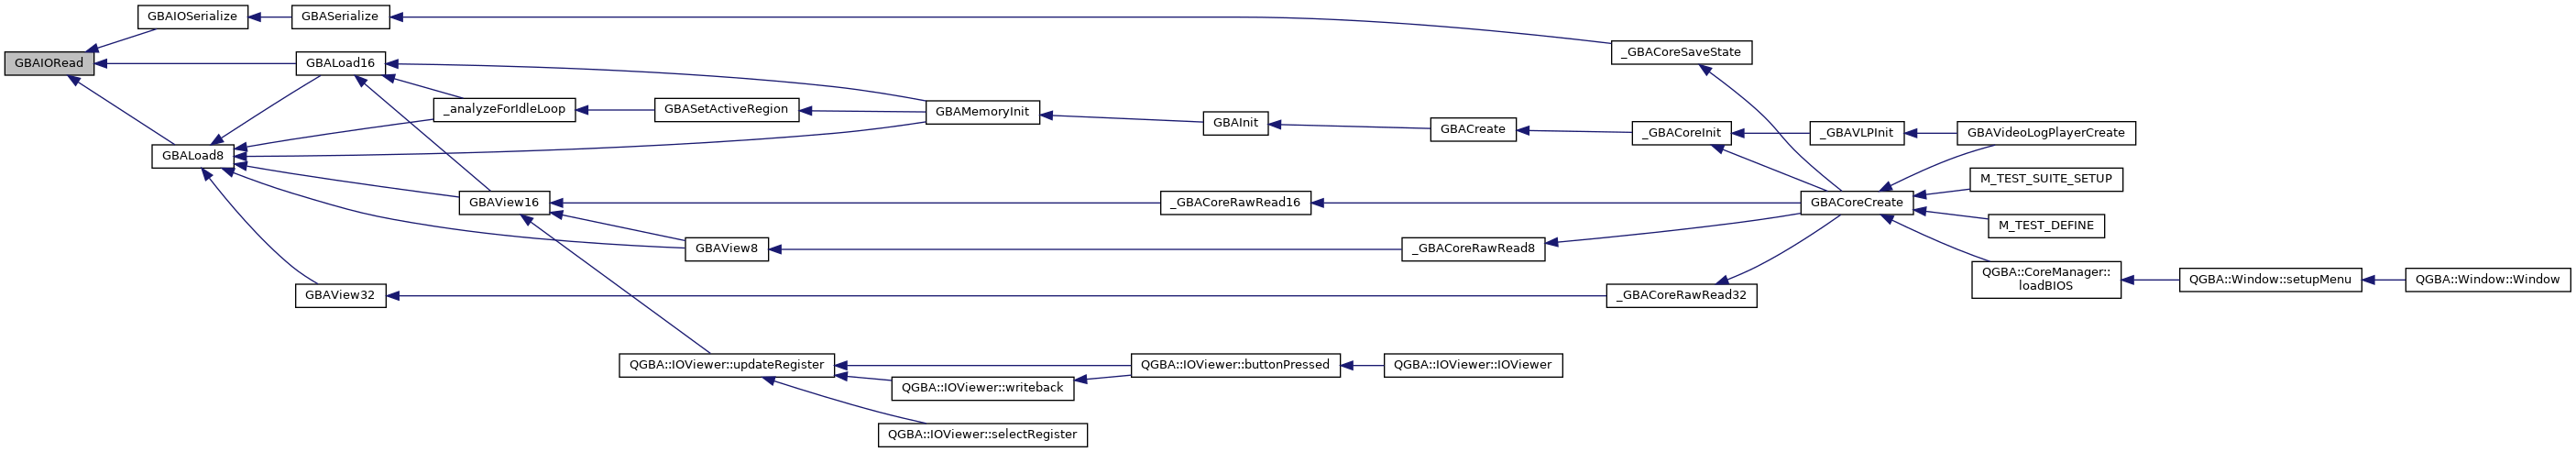 GBAIOSerialize
GBASerialize
_GBACoreSaveState
GBAIORead
GBALoad16
_analyzeForIdleLoop
GBASetActiveRegion
GBAMemoryInit
GBAInit
GBACreate
_GBACoreInit
_GBAVLPInit
GBAVideoLogPlayerCreate
GBALoad8
M_TEST_SUITE_SETUP
GBAView16
_GBACoreRawRead16
GBACoreCreate
M_TEST_DEFINE
GBAView8
_GBACoreRawRead8
QGBA::CoreManager::
loadBIOS
QGBA::Window::setupMenu
QGBA::Window::Window
GBAView32
_GBACoreRawRead32
QGBA::IOViewer::updateRegister
QGBA::IOViewer::buttonPressed
QGBA::IOViewer::IOViewer
QGBA::IOViewer::writeback
QGBA::IOViewer::selectRegister